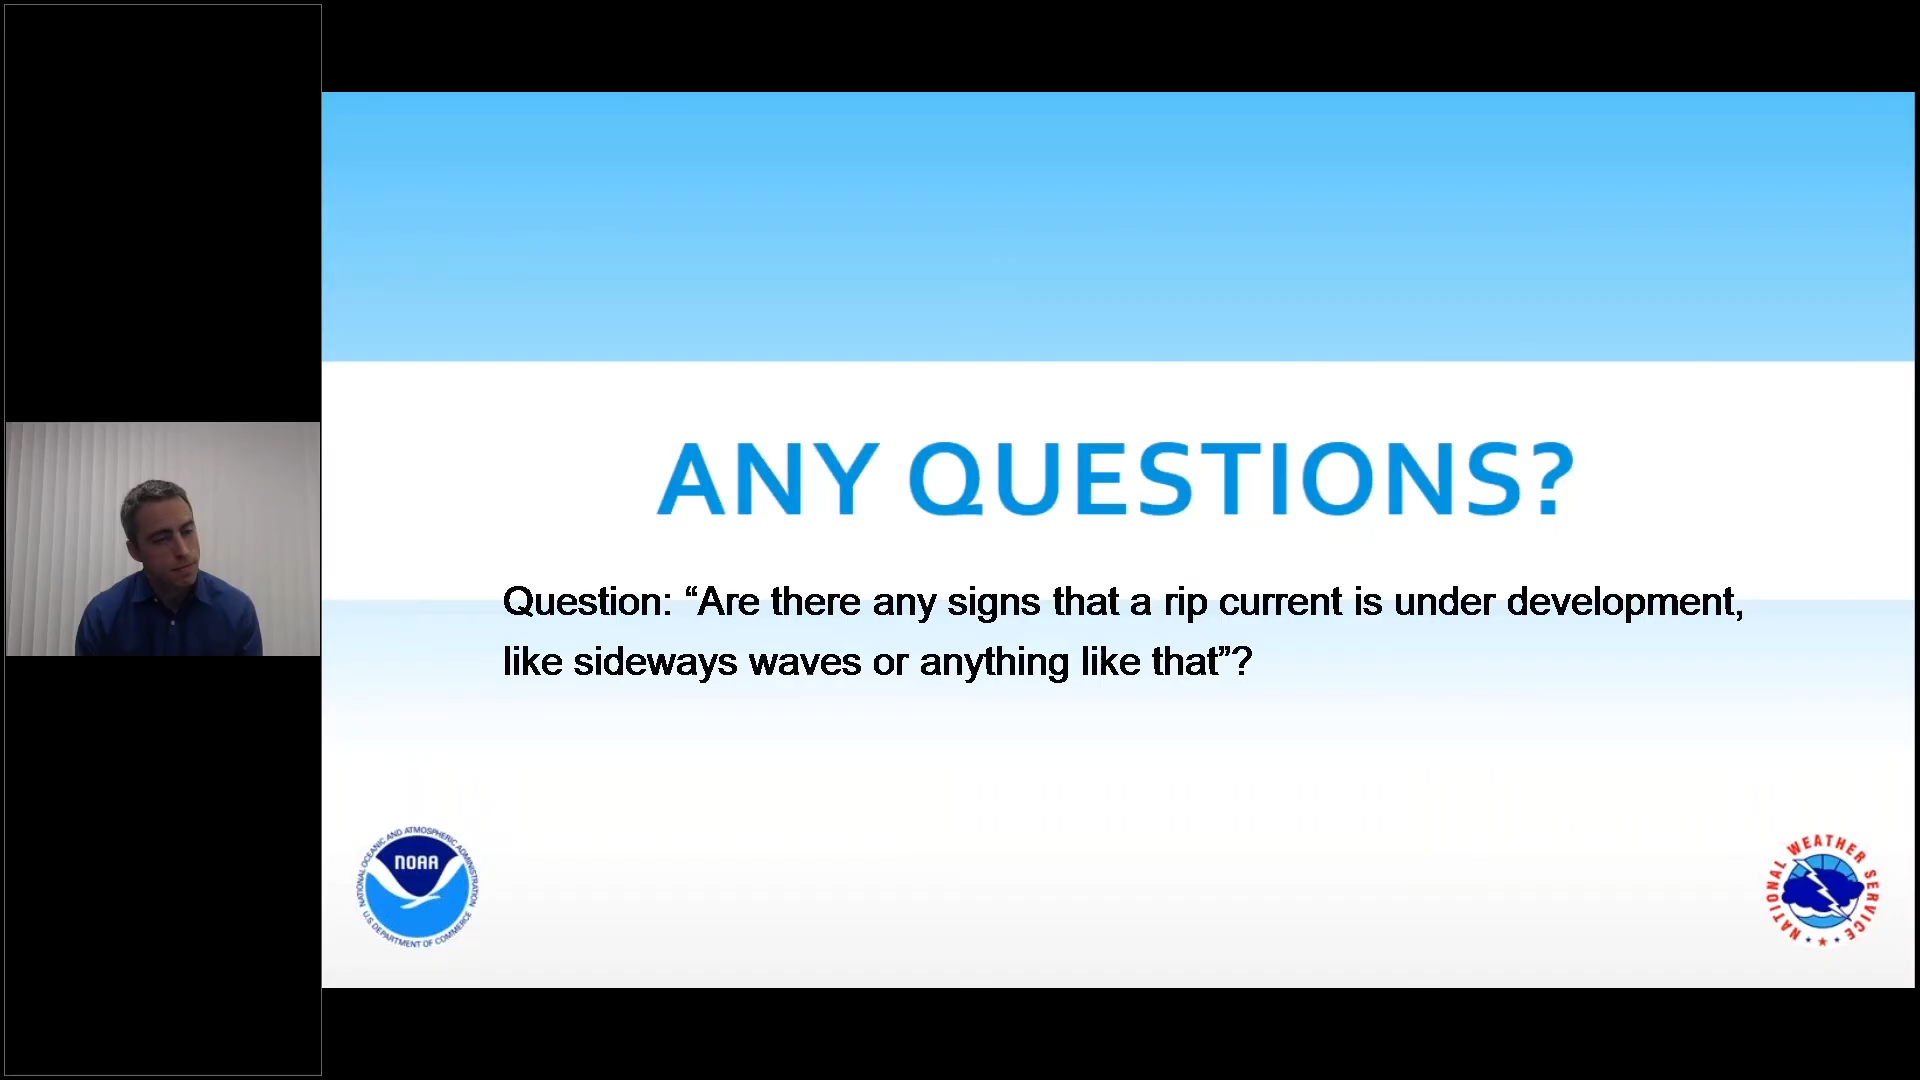 ANY QUESTIONS?
Question: “Are there any signs that a rip current is under development,
like sideways waves or anything like that”?
NATIONAL OCEANIC AND ATMOSPHERIC ADMINISTRATION
NOAA
U.S. DEPARTMENT OF COMMERCE
NATIONAL WEATHER SERVICE